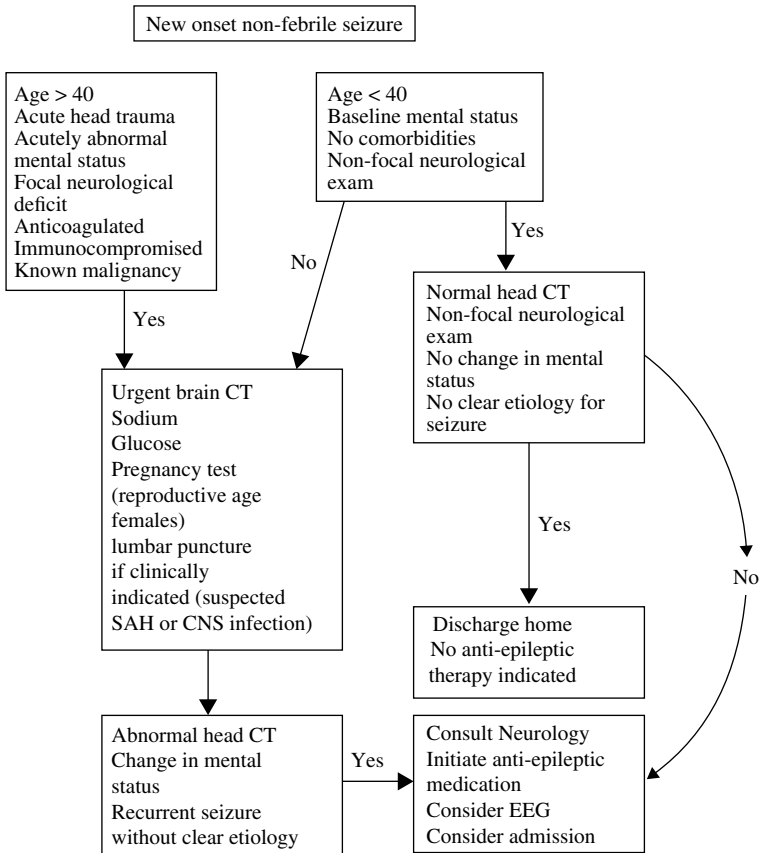 New onset non-febrile seizure
Age > 40
Acute head trauma
Acutely abnormal
mental status
Focal neurological
deficit
Anticoagulated
Immunocompromised
Known malignancy
Age < 40
Baseline mental status
No comorbidities
Non-focal neurological
exam
Yes
No
Yes
Normal head CT
Non-focal neurological
exam
No change in mental
status
No clear etiology for
seizure
Urgent brain CT
Sodium
Glucose
Pregnancy test
(reproductive age
females)
lumbar puncture
if clinically
indicated (suspected
SAH or CNS infection)
Yes
No
Discharge home
No anti-epileptic
therapy indicated
Abnormal head CT
Change in mental
status
Recurrent seizure
without clear etiology
Yes
Consult Neurology
Initiate anti-epileptic
medication
Consider EEG
Consider admission